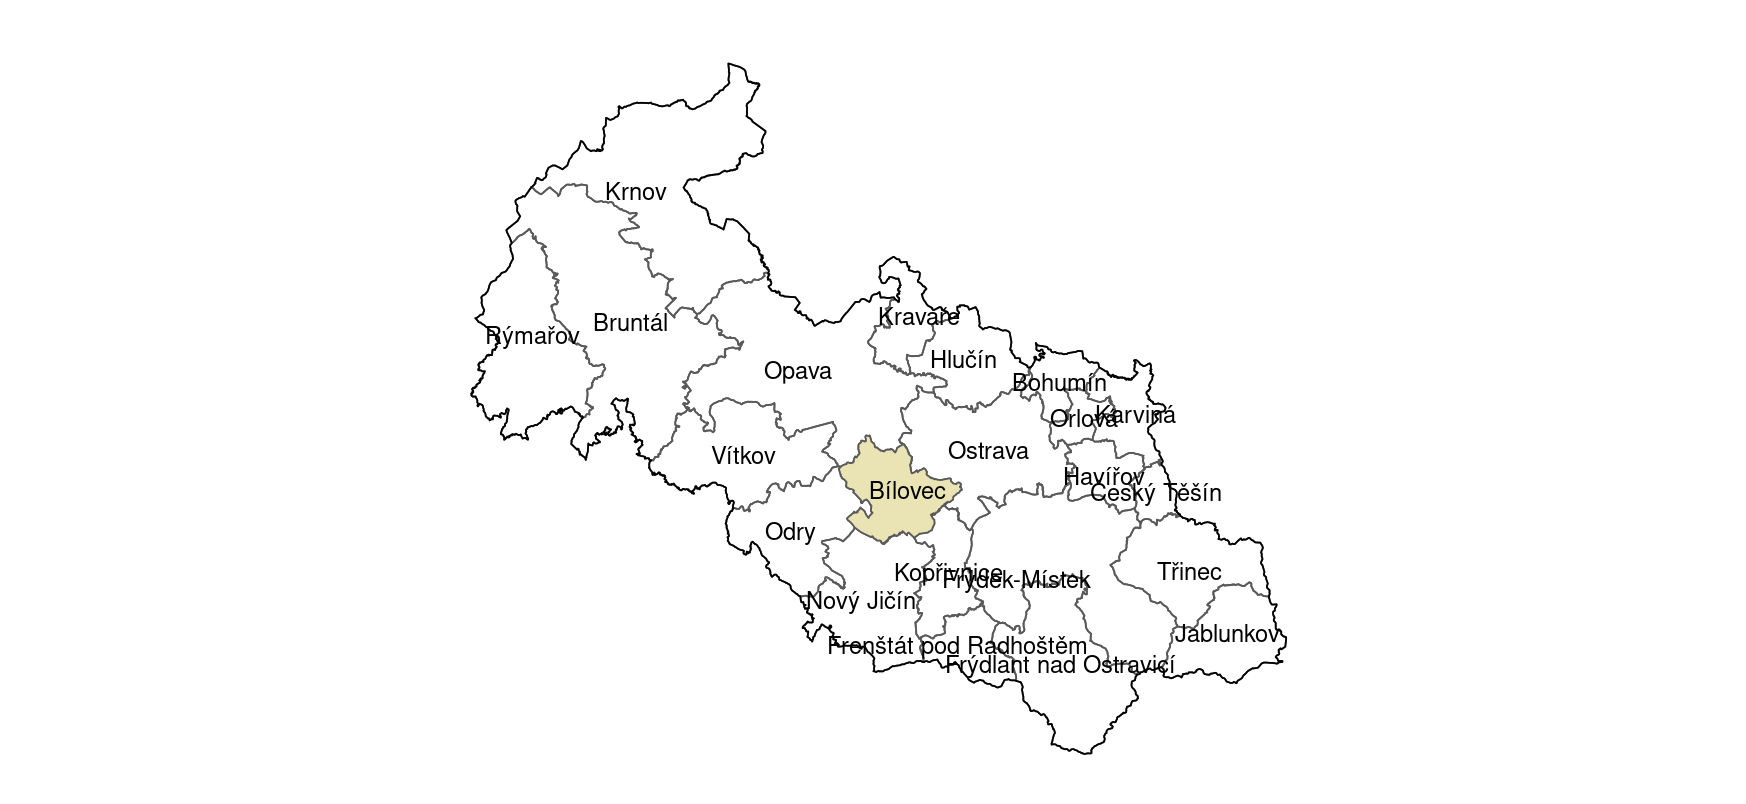 Krnov
Kravaře
Bruntál
Rýmařov
Hlučín
Opava
Bohumín
Karviná
Orlová
Ostrava
Vítkov
Havířov
Bílovec
Český Těšín
Odry
Třinec
Kopřivnice
Frýdek-Místek
Nový Jičín
Jablunkov
Frenštát pod Radhoštěm
Frýdlant nad Ostravicí